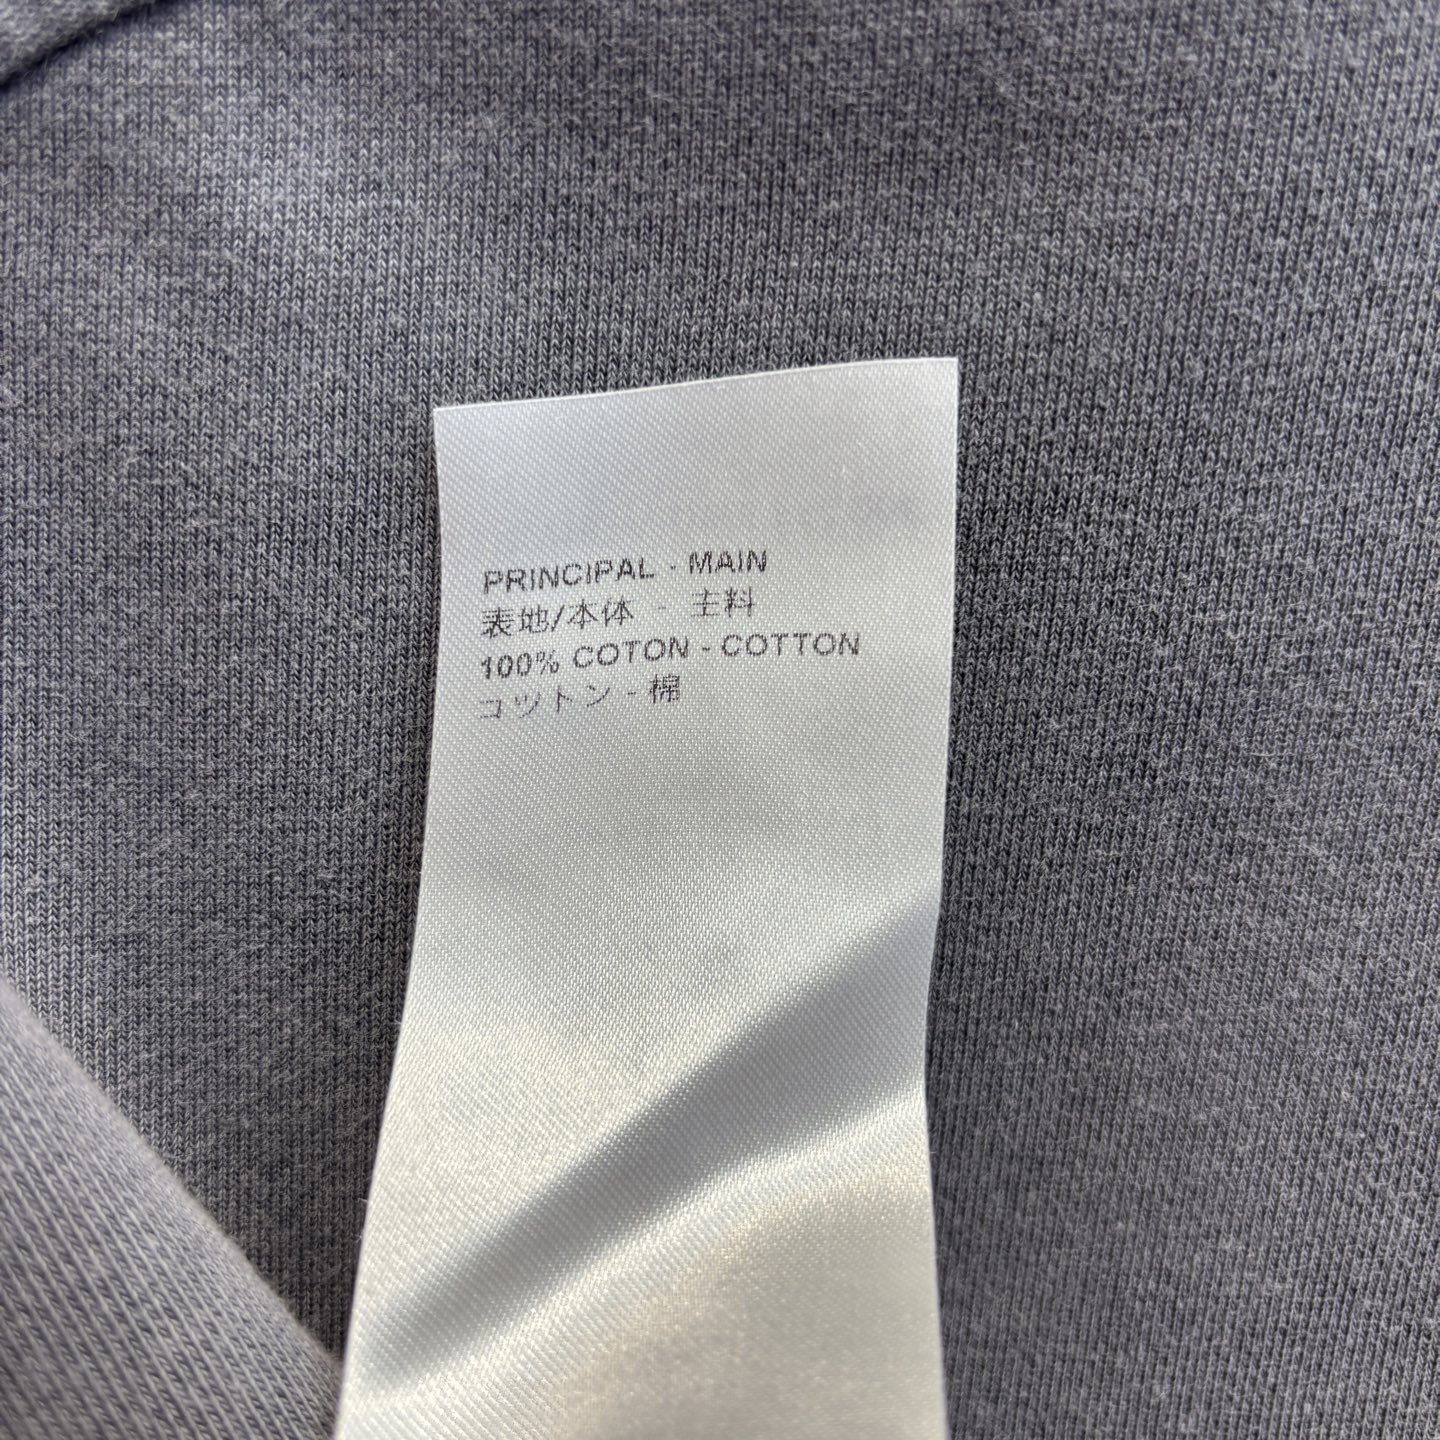 PRINCIPAL - MAIN
表地/本体 - 主料
100% COTON - COTTON
コットン - 棉